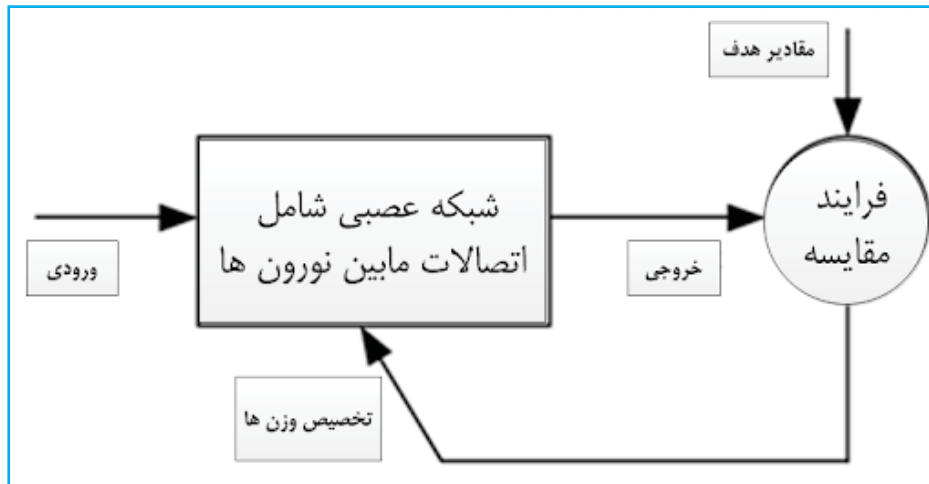 مقادیر هدف
شبکه عصبی شامل
اتصالات مابین نورون ها
فرایند
مقایسه
ورودی
خروجی
تخصیص وزن ها